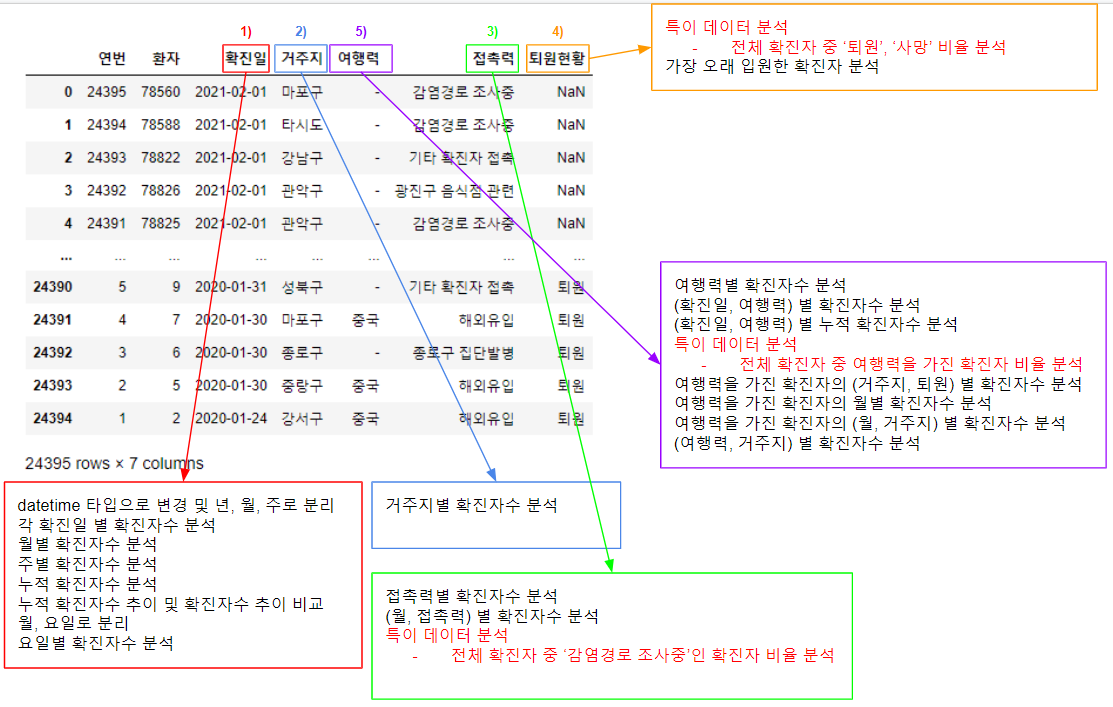 1) 2) 5) 3) 4)
연번 환자 확진일 거주지 여행력 접촉력 퇴원현황
0 24395 78560 2021-02-01 마포구 - 감염경로 조사중 NaN
1 24394 78588 2021-02-01 타시도 - 감염경로 조사중 NaN
2 24393 78822 2021-02-01 강남구 - 기타 확진자 접촉 NaN
3 24392 78826 2021-02-01 관악구 - 광진구 음식점 관련 NaN
4 24391 78825 2021-02-01 관악구 - 감염경로 조사중 NaN
... ... ... ... ... ... ... ...
24390 5 9 2020-01-31 성북구 - 기타 확진자 접촉 퇴원
24391 4 7 2020-01-30 마포구 중국 해외유입 퇴원
24392 3 6 2020-01-30 종로구 - 종로구 집단발병 퇴원
24393 2 5 2020-01-30 중랑구 중국 해외유입 퇴원
24394 1 2 2020-01-24 강서구 중국 해외유입 퇴원
24395 rows × 7 columns
특이 데이터 분석
- 전체 확진자 중 ‘퇴원’, ‘사망’ 비율 분석
가장 오래 입원한 확진자 분석
여행력별 확진자수 분석
(확진일, 여행력) 별 확진자수 분석
(확진일, 여행력) 별 누적 확진자수 분석
특이 데이터 분석
- 전체 확진자 중 여행력을 가진 확진자 비율 분석
여행력을 가진 확진자의 (거주지, 퇴원) 별 확진자수 분석
여행력을 가진 확진자의 월별 확진자수 분석
여행력을 가진 확진자의 (월, 거주지) 별 확진자수 분석
(여행력, 거주지) 별 확진자수 분석
datetime 타입으로 변경 및 년, 월, 주로 분리
각 확진일 별 확진자수 분석
월별 확진자수 분석
주별 확진자수 분석
누적 확진자수 분석
누적 확진자수 추이 및 확진자수 추이 비교
월, 요일로 분리
요일별 확진자수 분석
거주지별 확진자수 분석
접촉력별 확진자수 분석
(월, 접촉력) 별 확진자수 분석
특이 데이터 분석
- 전체 확진자 중 ‘감염경로 조사중’인 확진자 비율 분석